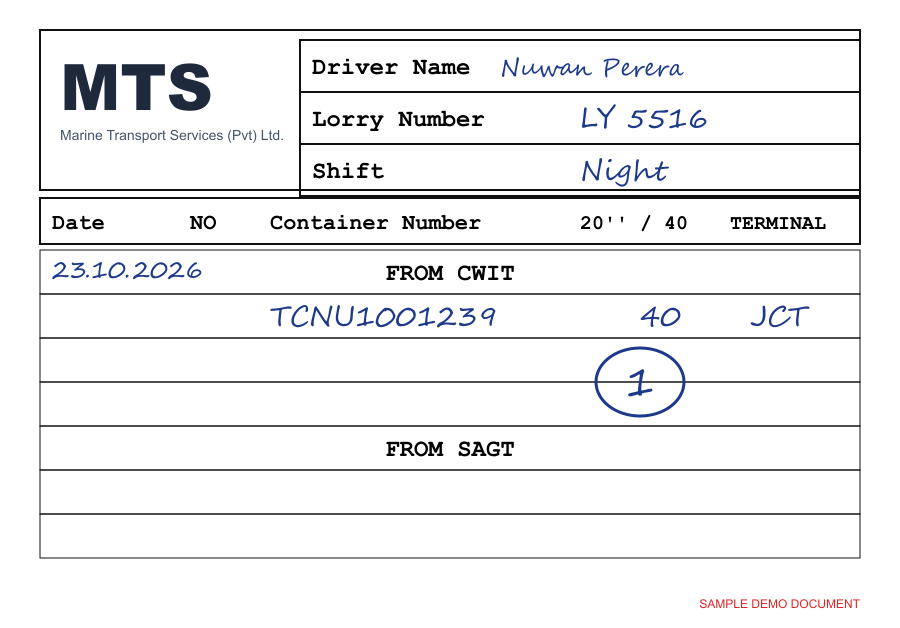 MTS
Marine Transport Services (Pvt) Ltd.
Driver Name Nuwan Perera
Lorry Number LY 5516
Shift Night
Date NO Container Number 20'' / 40 TERMINAL
23.10.2026 FROM CWIT
TCNU1001239 40 JCT
1
FROM SAGT
SAMPLE DEMO DOCUMENT